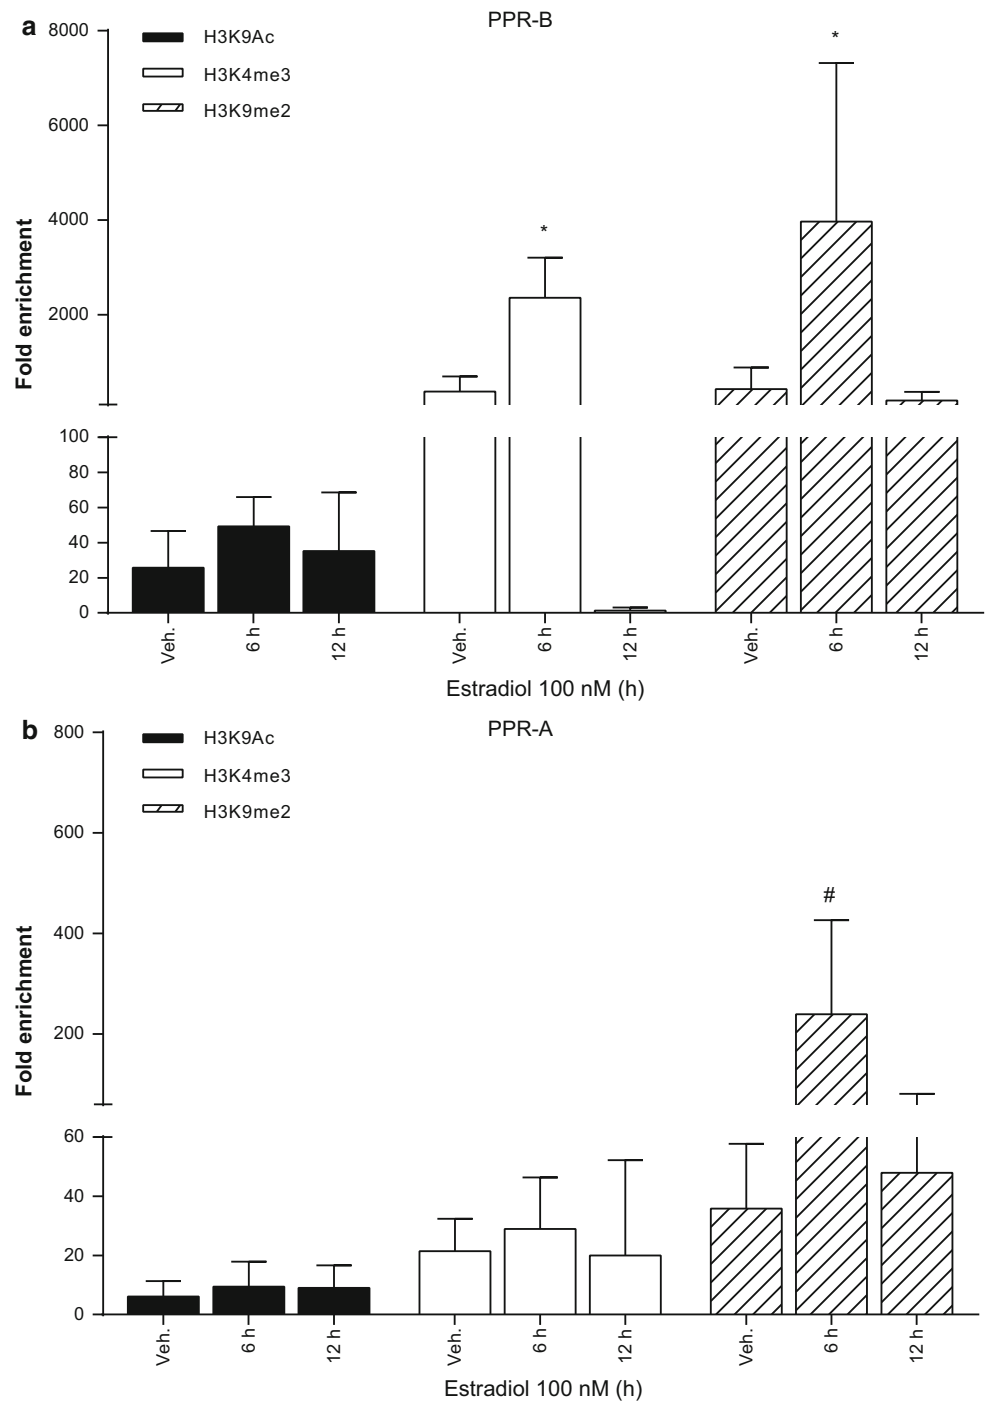 a
PPR-B
8000
6000
4000
2000
100
80
60
40
20
0
Fold enrichment
H3K9Ac
H3K4me3
H3K9me2
*
*
Veh.
6 h
12 h
Veh.
6 h
12 h
Veh.
6 h
12 h
Estradiol 100 nM (h)
b
PPR-A
800
600
400
200
60
40
20
0
Fold enrichment
H3K9Ac
H3K4me3
H3K9me2
#
Veh.
6 h
12 h
Veh.
6 h
12 h
Veh.
6 h
12 h
Estradiol 100 nM (h)